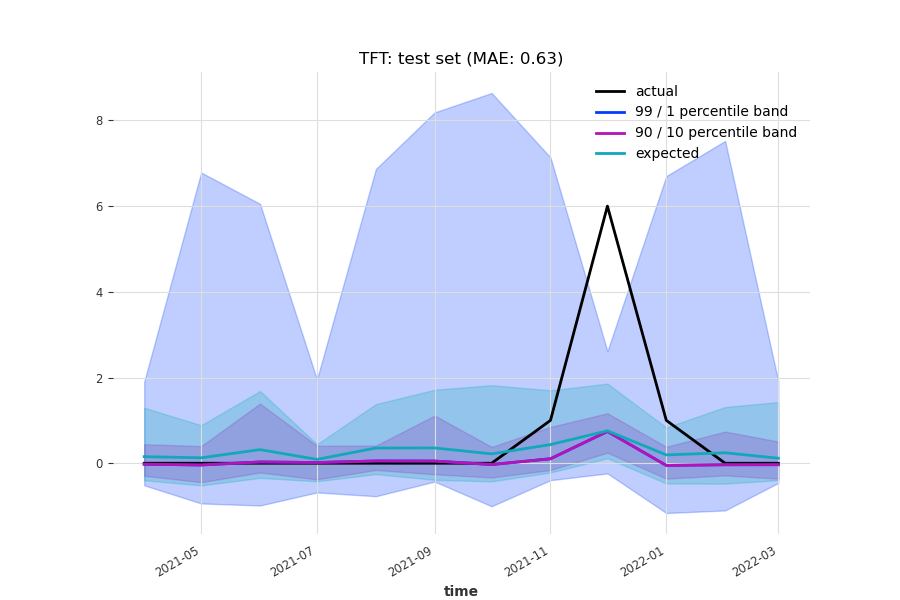 TFT: test set (MAE: 0.63)
actual
99 / 1 percentile band
90 / 10 percentile band
expected
8
6
4
2
0
2021-05
2021-07
2021-09
2021-11
2022-01
2022-03
time